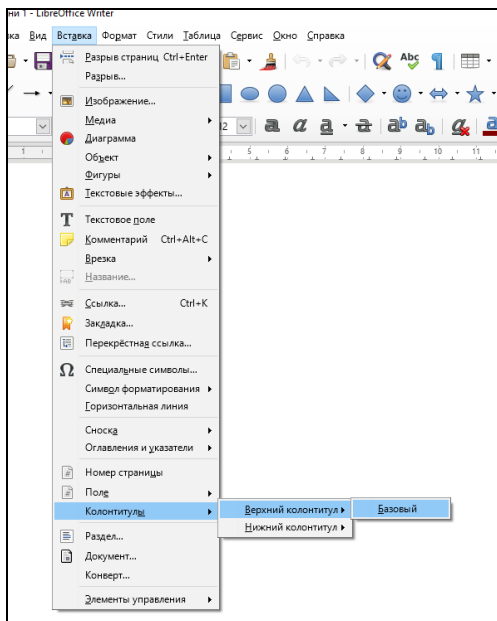 ни 1 - LibreOffice Writer
ка Вид Вставка Формат Стили Таблица Сервис Окно Справка
Разрыв страниц Ctrl+Enter
Разрыв...
Изображение...
Медиа
Диаграмма
Объект
Фигуры
Текстовые эффекты...
Текстовое поле
Комментарий Ctrl+Alt+C
Врезка
Название...
Ссылка... Ctrl+K
Закладка...
Перекрёстная ссылка...
Специальные символы...
Символ форматирования
Горизонтальная линия
Сноска
Оглавления и указатели
Номер страницы
Поле
Колонтитулы Верхний колонтитул Базовый
Нижний колонтитул
Раздел...
Документ...
Конверт...
Элементы управления